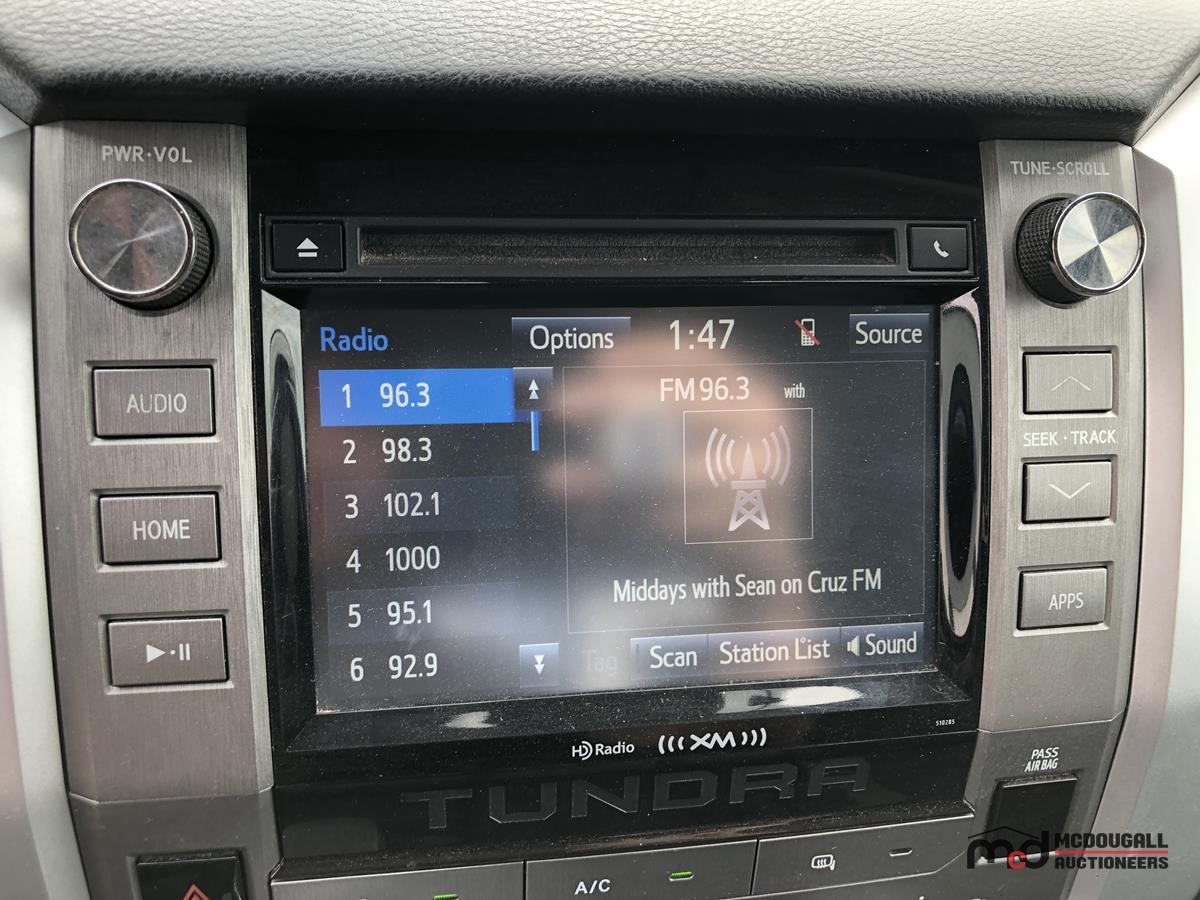 PWR·VOL
TUNE·SCROLL
Radio
Options
1:47
Source
1 96.3
2 98.3
3 102.1
4 1000
5 95.1
6 92.9
FM 96.3 with
Middays with Sean on Cruz FM
Tag
Scan
Station List
Sound
AUDIO
HOME
SEEK · TRACK
APPS
HD Radio
((( XM )))
510285
TUNDRA
PASS
AIR BAG
A/C
mcd MCDOUGALL
AUCTIONEERS